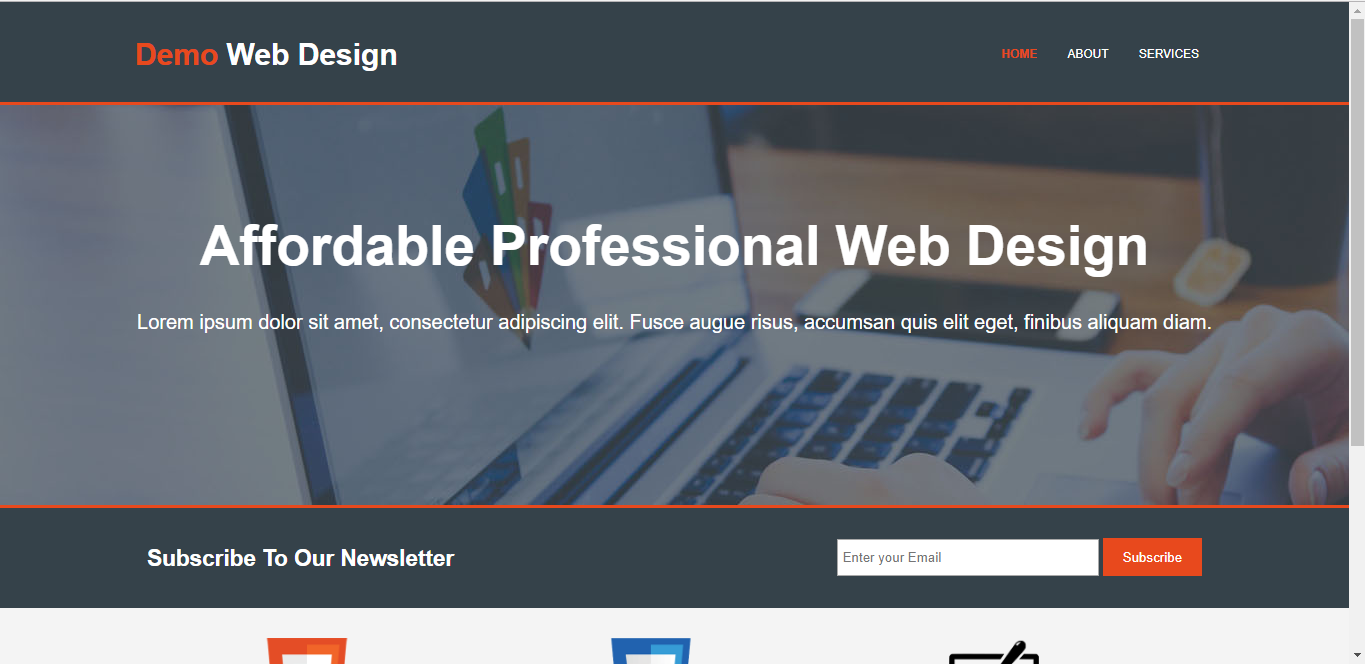 Demo Web Design
HOME ABOUT SERVICES
Affordable Professional Web Design
Lorem ipsum dolor sit amet, consectetur adipiscing elit. Fusce augue risus, accumsan quis elit eget, finibus aliquam diam.
Subscribe To Our Newsletter
Enter your Email
Subscribe